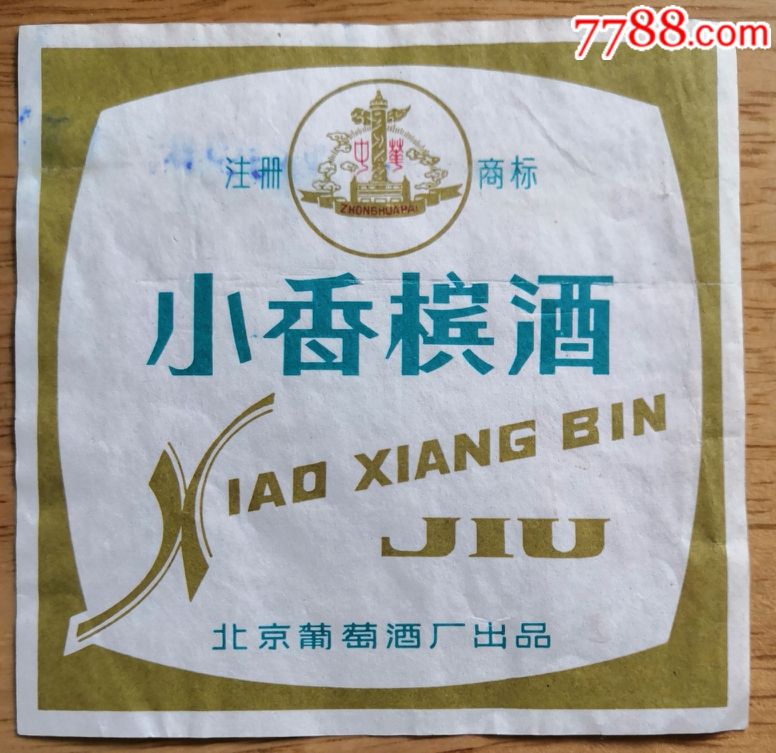 7788.com
注册 商标
中华
ZHONGHUAPAI
小香槟酒
XIAO XIANG BIN
JIU
北京葡萄酒厂出品